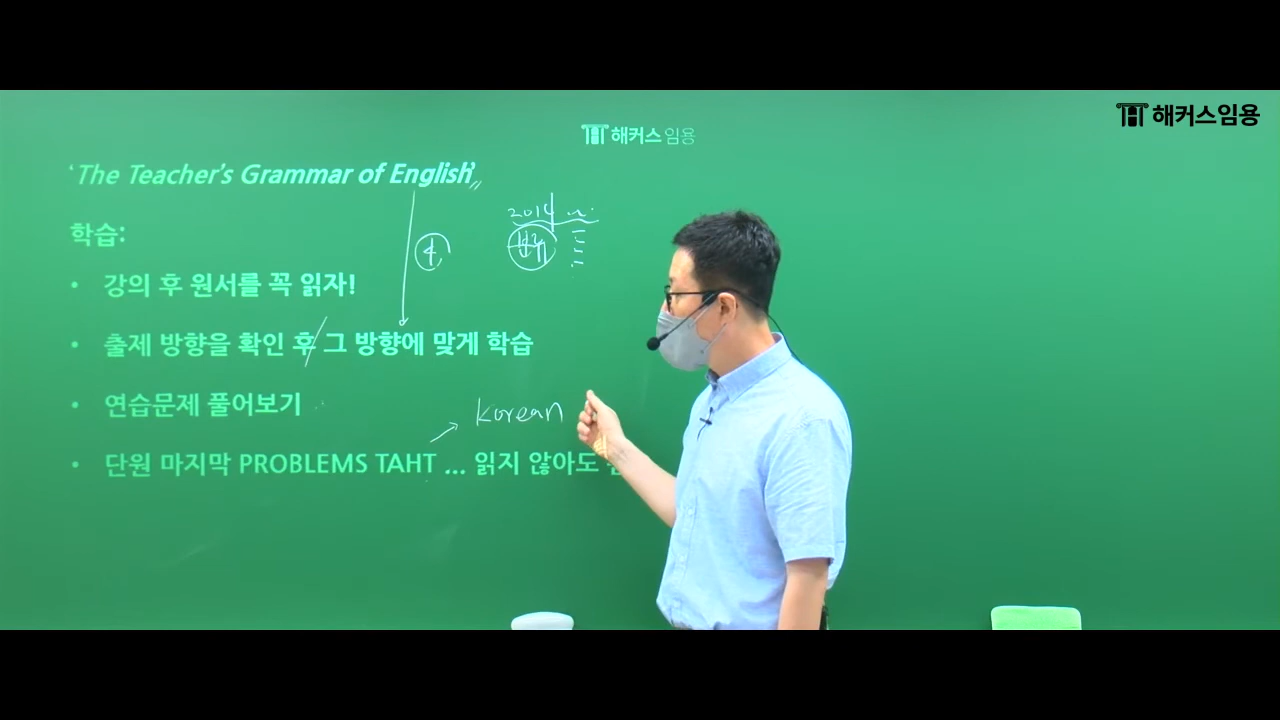 해커스임용
해커스임용
'The Teacher's Grammar of English'
2014
학습:
• 강의 후 원서를 꼭 읽자!
• 출제 방향을 확인 후 그 방향에 맞게 학습
• 연습문제 풀어보기
Korean
• 단원 마지막 PROBLEMS TAHT ... 읽지 않아도